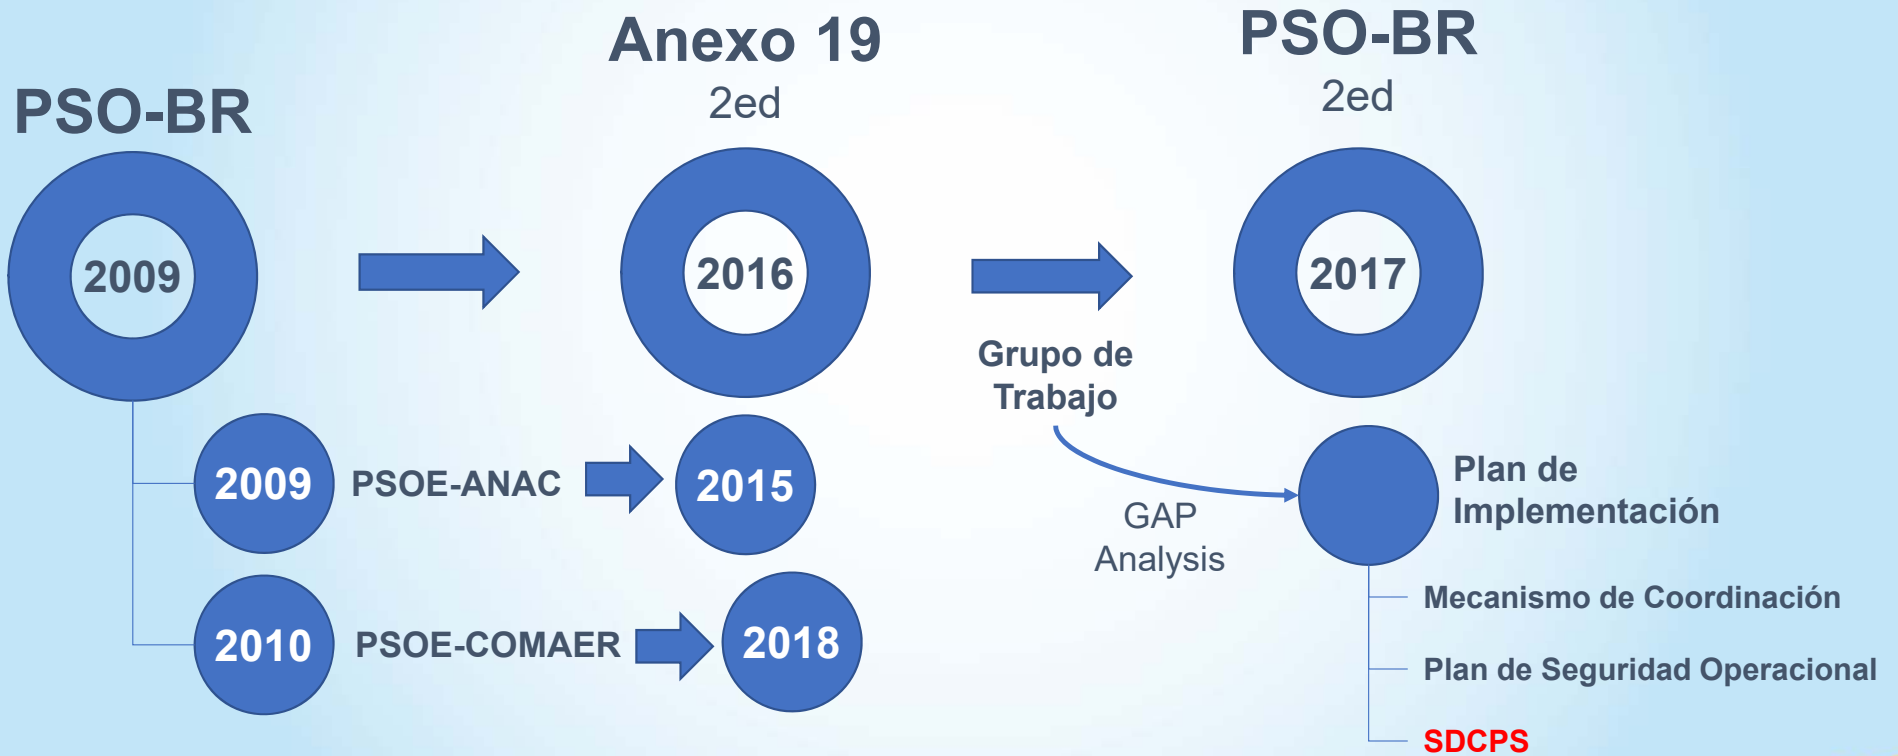 PSO-BR
2009
2009
PSOE-ANAC
2015
2010
PSOE-COMAER
2018
Anexo 19
2ed
2016
Grupo de
Trabajo
GAP
Analysis
PSO-BR
2ed
2017
Plan de
Implementación
Mecanismo de Coordinación
Plan de Seguridad Operacional
SDCPS